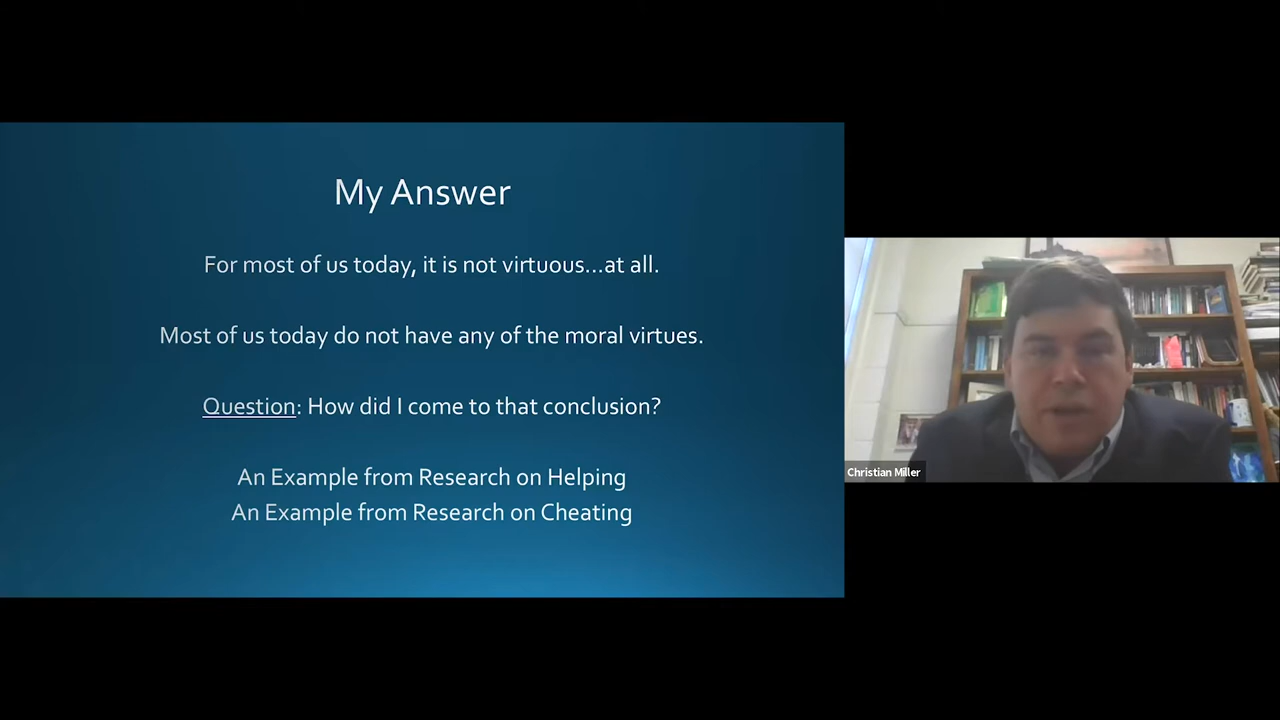 My Answer
For most of us today, it is not virtuous...at all.
Most of us today do not have any of the moral virtues.
Question: How did I come to that conclusion?
An Example from Research on Helping
An Example from Research on Cheating
Christian Miller